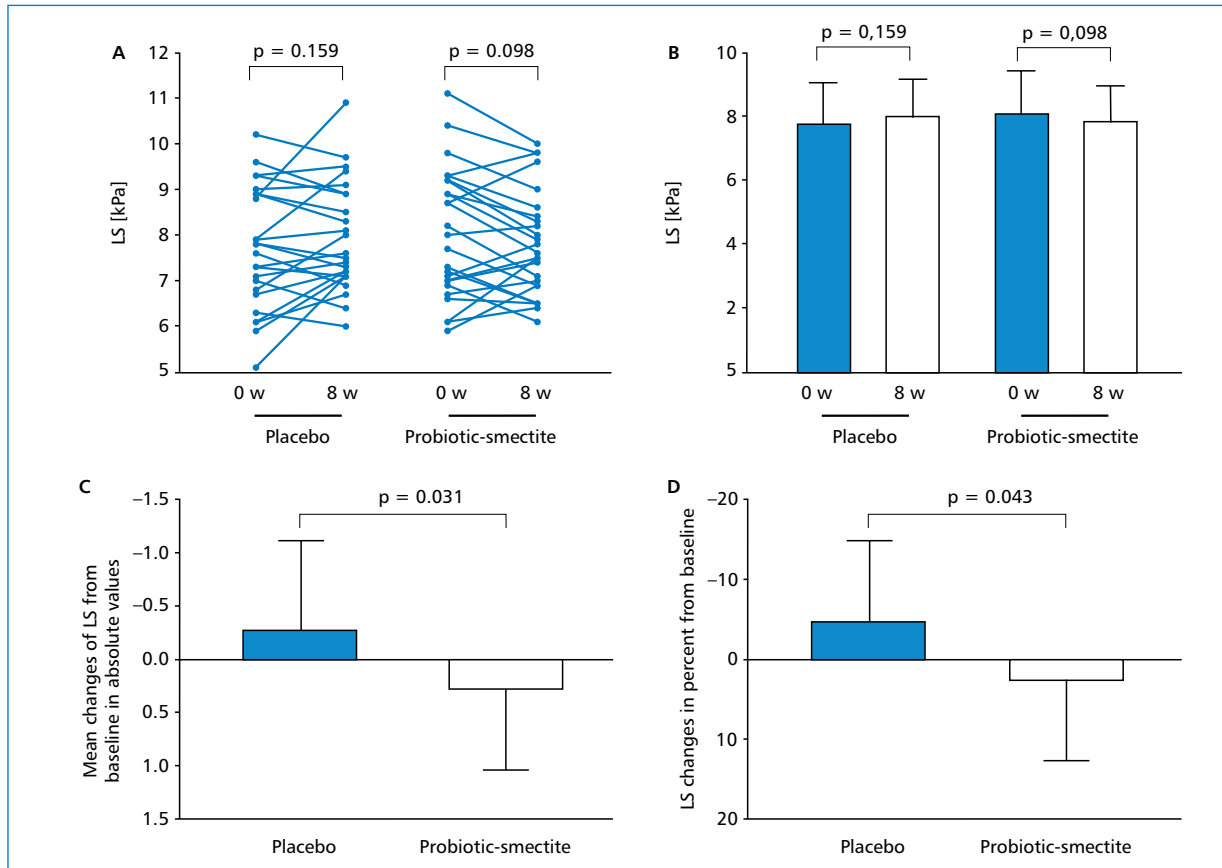 A
p = 0.159
p = 0.098
LS [kPa]
12
11
10
9
8
7
6
5
0 w
8 w
0 w
8 w
Placebo
Probiotic-smectite
B
p = 0,159
p = 0,098
LS [kPa]
10
8
6
4
2
5
0 w
8 w
0 w
8 w
Placebo
Probiotic-smectite
C
p = 0.031
Mean changes of LS from
baseline in absolute values
–1.5
–1.0
–0.5
0.0
0.5
1.0
1.5
Placebo
Probiotic-smectite
D
p = 0.043
LS changes in percent from baseline
–20
–10
0
10
20
Placebo
Probiotic-smectite